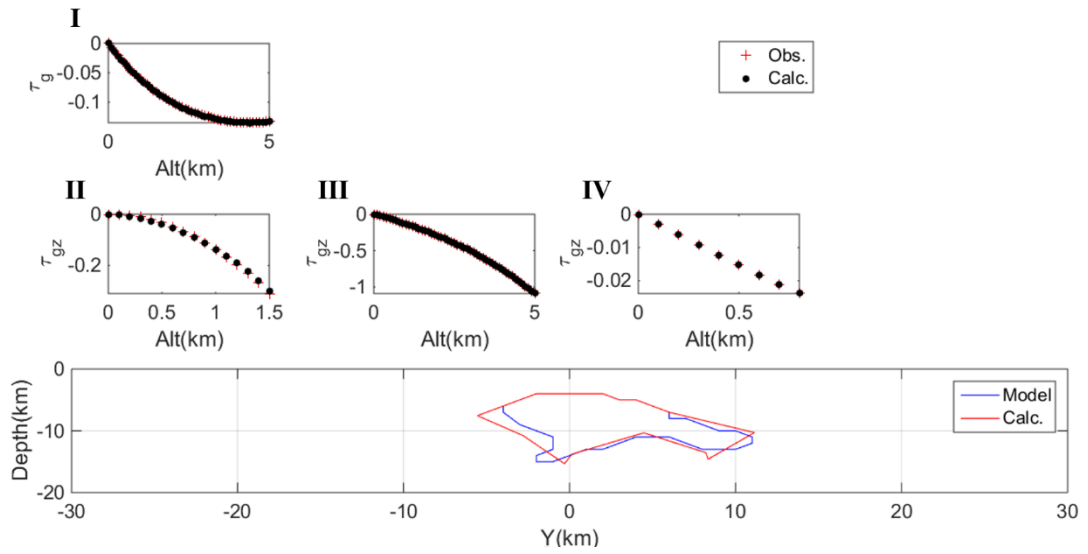 I
0
-0.05
-0.1
τg
0
5
Alt(km)
Obs.
Calc.
II
0
-0.2
τgz
0
0.5
1
1.5
Alt(km)
III
0
-0.5
-1
τgz
0
5
Alt(km)
IV
0
-0.01
-0.02
τgz
0
0.5
Alt(km)
0
-10
-20
Depth(km)
-30
-20
-10
0
10
20
30
Y(km)
Model
Calc.